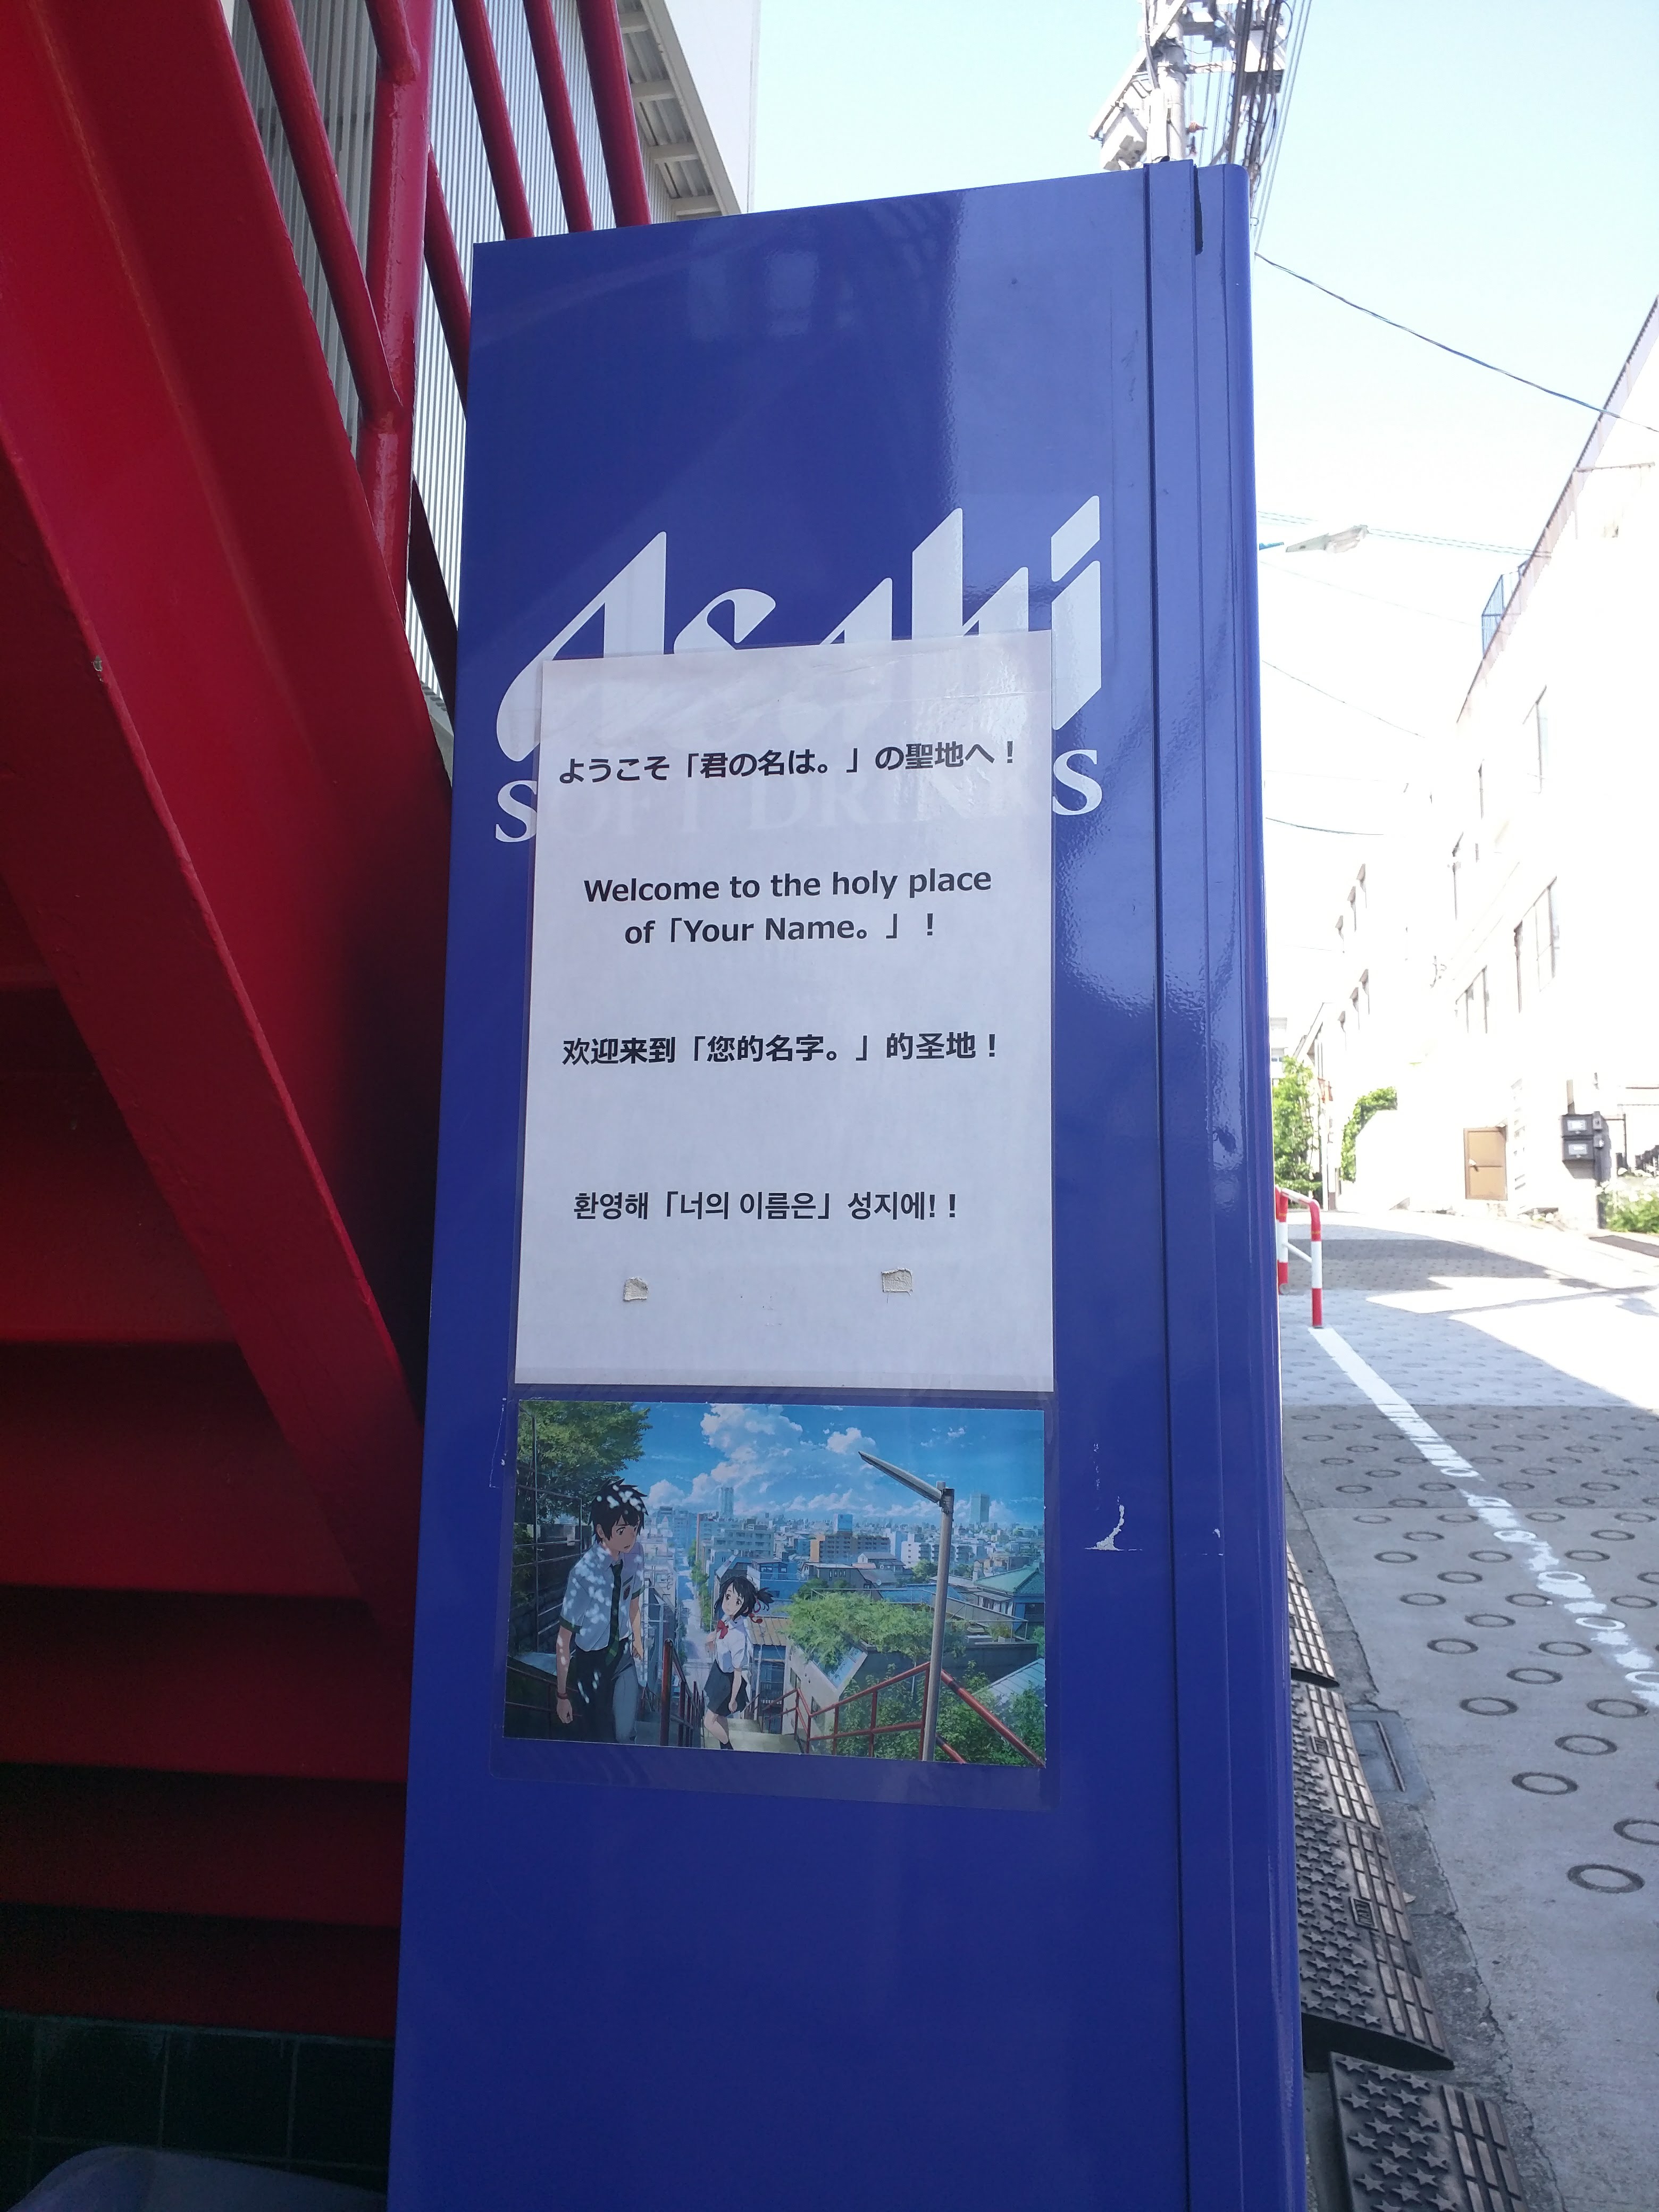 Asahi
SOFT DRINKS
ようこそ「君の名は。」の聖地へ！
Welcome to the holy place
of「Your Name。」！
欢迎来到「您的名字。」的圣地！
환영해「너의 이름은」성지에!！